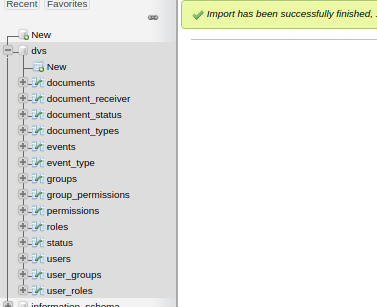 Recent Favorites
Import has been successfully finished,
New
dvs
New
documents
document_receiver
document_status
document_types
events
event_type
groups
group_permissions
permissions
roles
status
users
user_groups
user_roles
information_schema